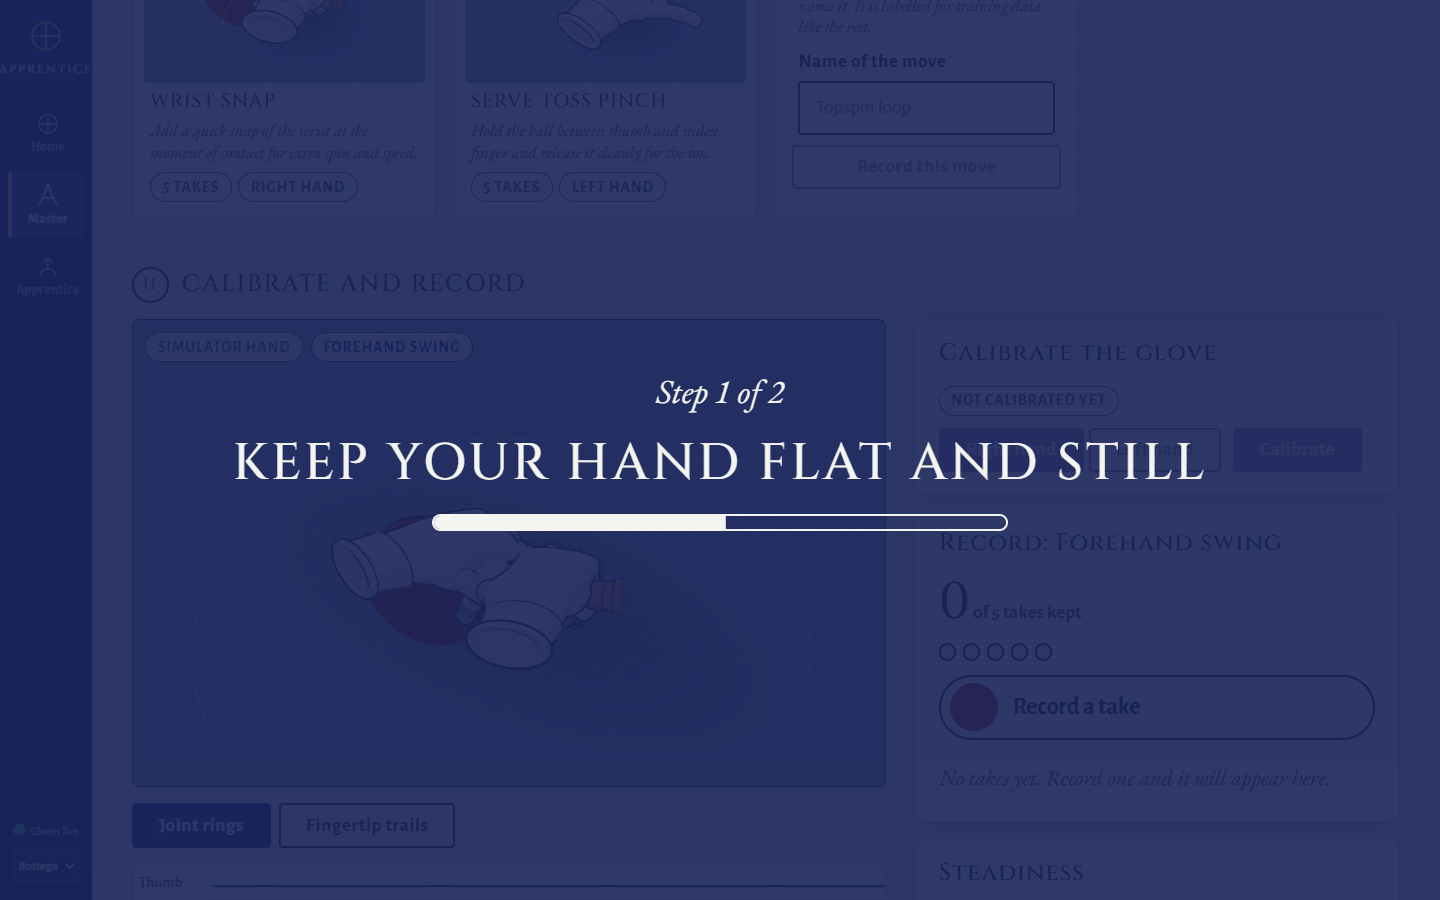 APPRENTICE
Home
Master
Apprentice
Gloves live
Bottega
WRIST SNAP
Add a quick snap of the wrist at the
moment of contact for extra spin and speed.
5 TAKES
RIGHT HAND
SERVE TOSS PINCH
Hold the ball between thumb and index
finger and release it cleanly for the toss.
5 TAKES
LEFT HAND
name it. It is labelled for training data
like the rest.
Name of the move
Topspin loop
Record this move
II
CALIBRATE AND RECORD
SIMULATOR HAND
FOREHAND SWING
Step 1 of 2
KEEP YOUR HAND FLAT AND STILL
Joint rings
Fingertip trails
Thumb
CALIBRATE THE GLOVE
NOT CALIBRATED YET
Calibrate
RECORD: FOREHAND SWING
0 of 5 takes kept
Record a take
No takes yet. Record one and it will appear here.
STEADINESS